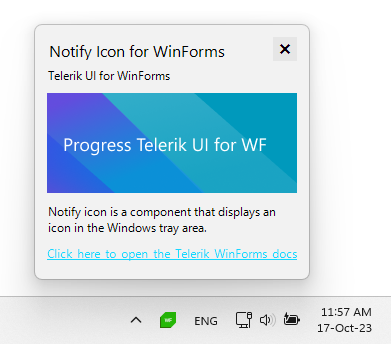 Notify Icon for WinForms
Telerik UI for WinForms
Progress Telerik UI for WF
Notify icon is a component that displays an
icon in the Windows tray area.
Click here to open the Telerik WinForms docs
WF ENG 11:57 AM
17-Oct-23